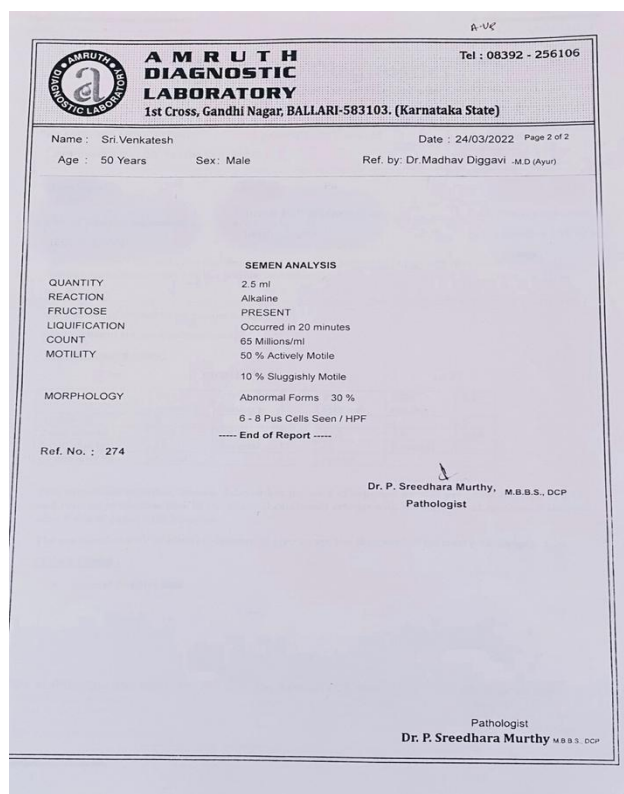 A-VE
AMRUTH
DIAGNOSTIC LABORATORY
a
AMRUTH
DIAGNOSTIC
LABORATORY
Tel : 08392 - 256106
1st Cross, Gandhi Nagar, BALLARI-583103. (Karnataka State)
Name : Sri.Venkatesh Date : 24/03/2022 Page 2 of 2
Age : 50 Years Sex: Male Ref. by: Dr.Madhav Diggavi -M.D (Ayur)
SEMEN ANALYSIS
QUANTITY 2.5 ml
REACTION Alkaline
FRUCTOSE PRESENT
LIQUIFICATION Occurred in 20 minutes
COUNT 65 Millions/ml
MOTILITY 50 % Actively Motile
10 % Sluggishly Motile
MORPHOLOGY Abnormal Forms 30 %
6 - 8 Pus Cells Seen / HPF
----- End of Report -----
Ref. No. : 274
Dr. P. Sreedhara Murthy, M.B.B.S., DCP
Pathologist
Pathologist
Dr. P. Sreedhara Murthy M.B.B.S., DCP